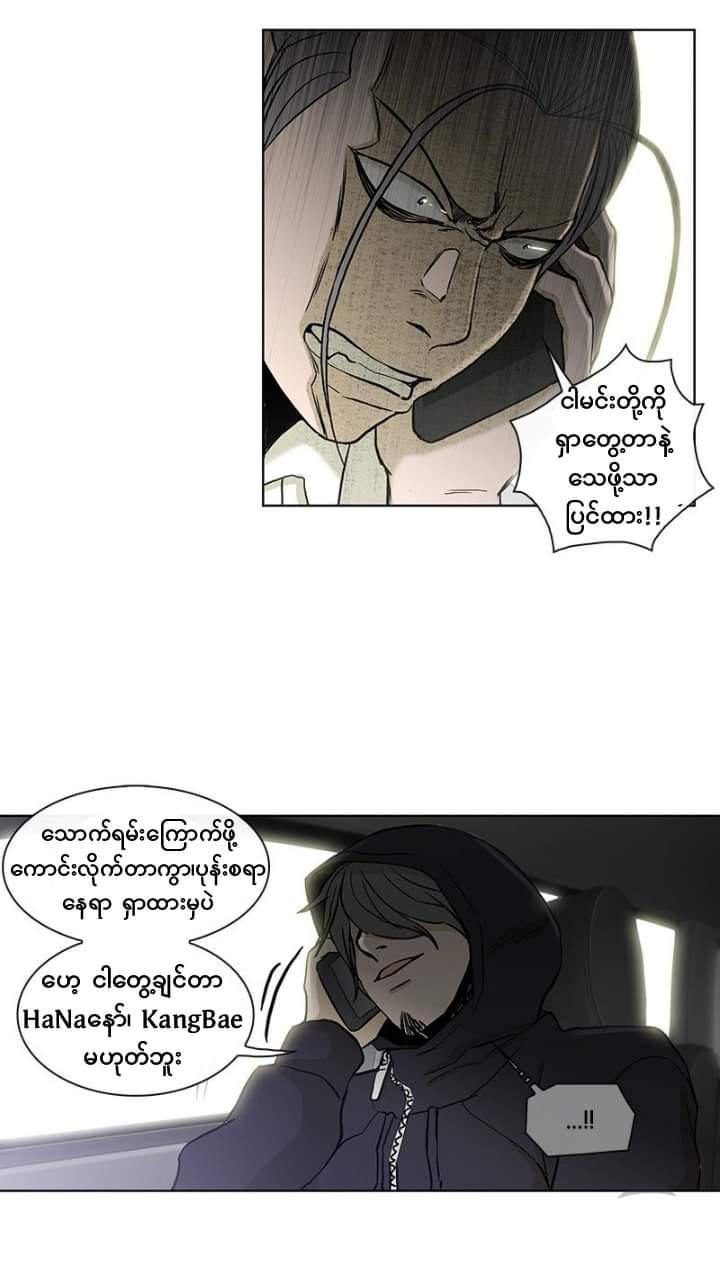 ငါမင်းတို့ကို
ရှာတွေ့တာနဲ့
သေဖို့သာ
ပြင်ထား!!
သောက်ရမ်းကြောက်ဖို့
ကောင်းလိုက်တာကွာ၊ပုန်းစရာ
နေရာ ရှာထားမှပဲ
ဟေ့ ငါတွေ့ချင်တာ
HaNaနော်၊ KangBae
မဟုတ်ဘူး
...!!